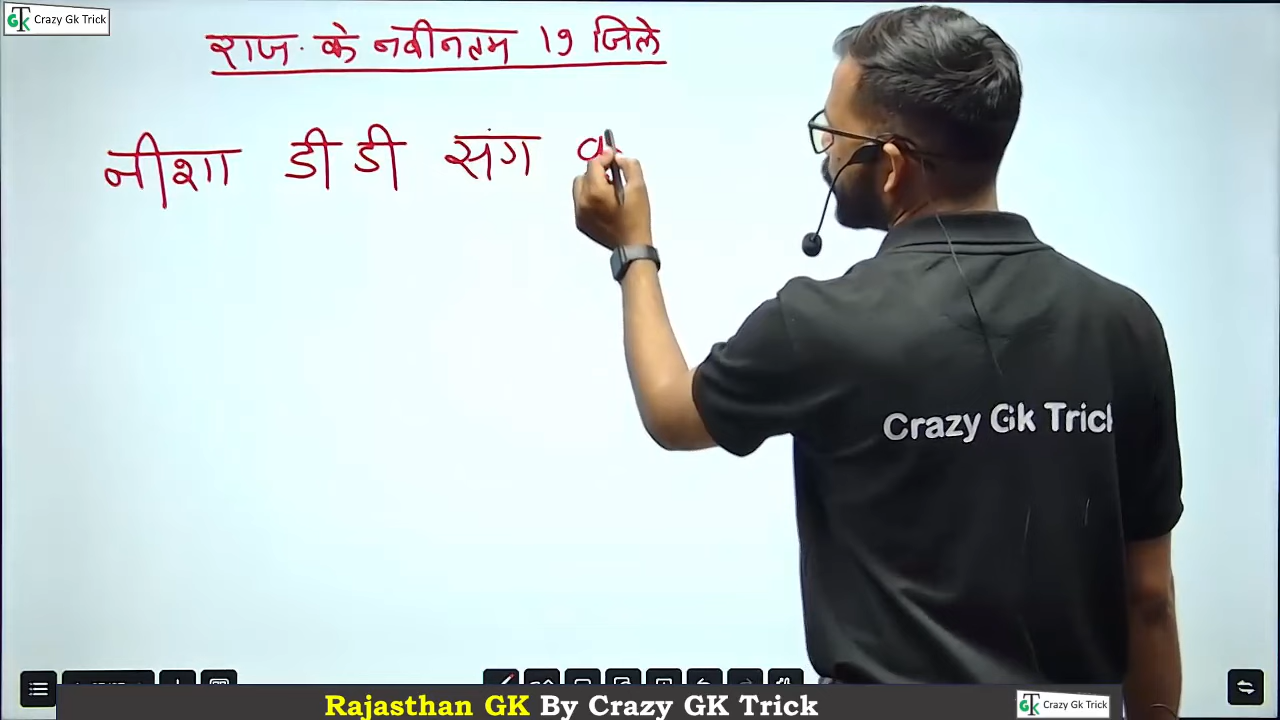 Crazy Gk Trick
राज. के नवीनतम 19 जिले
नीशा डीडी संग
Crazy Gk Trick
Rajasthan GK By Crazy GK Trick
Crazy GK Trick